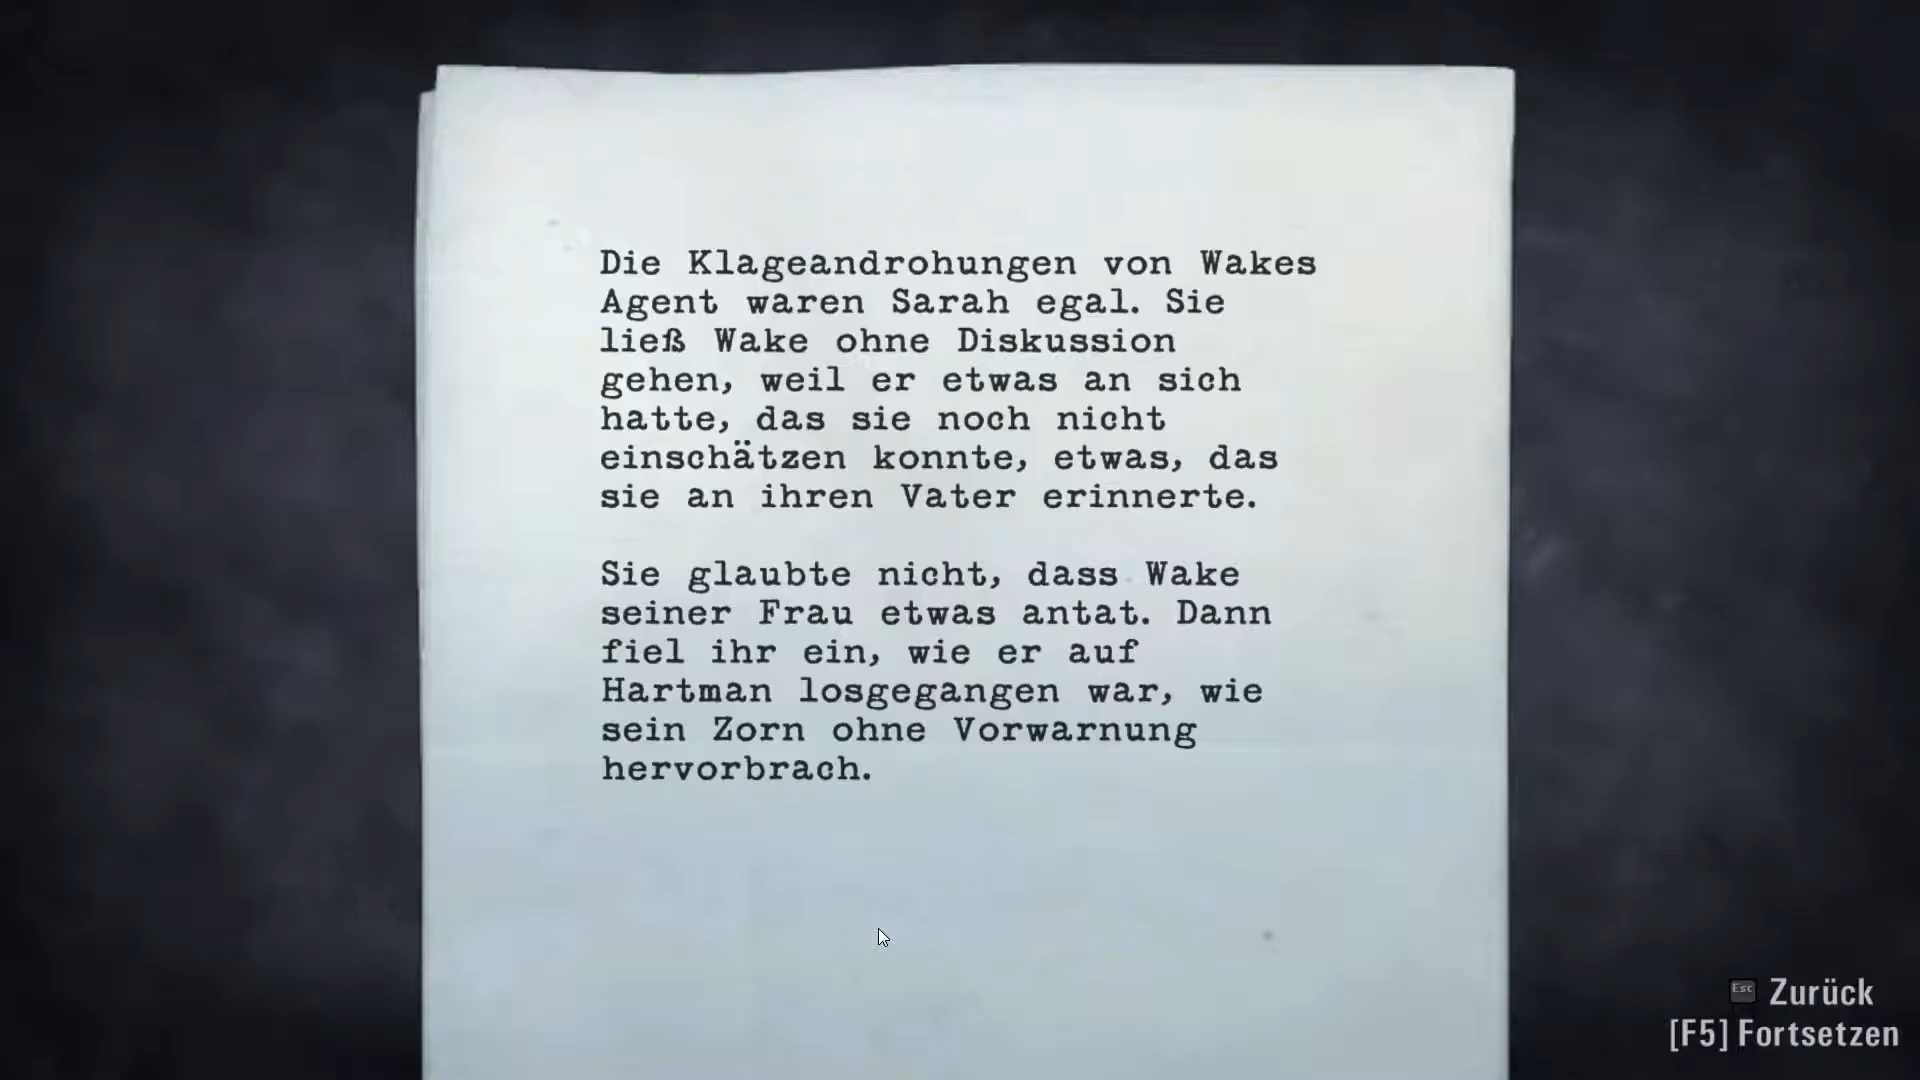 Die Klageandrohungen von Wakes
Agent waren Sarah egal. Sie
ließ Wake ohne Diskussion
gehen, weil er etwas an sich
hatte, das sie noch nicht
einschätzen konnte, etwas, das
sie an ihren Vater erinnerte.
Sie glaubte nicht, dass Wake
seiner Frau etwas antat. Dann
fiel ihr ein, wie er auf
Hartman losgegangen war, wie
sein Zorn ohne Vorwarnung
hervorbrach.
Esc Zurück
[F5] Fortsetzen